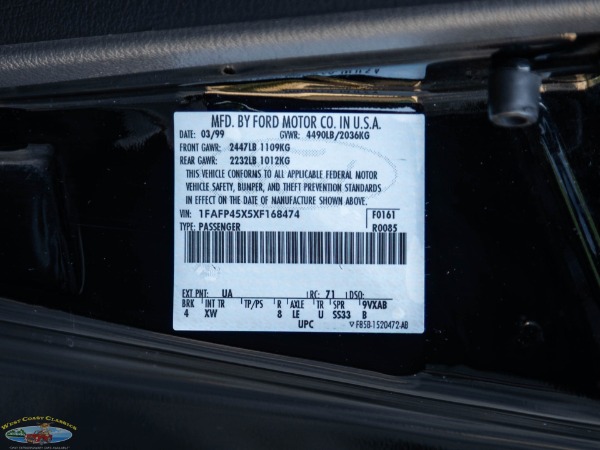 MFD. BY FORD MOTOR CO. IN U.S.A.
DATE: 03/99 GVWR: 4490LB/2036KG
FRONT GAWR: 2447LB 1109KG
REAR GAWR: 2232LB 1012KG
THIS VEHICLE CONFORMS TO ALL APPLICABLE FEDERAL MOTOR
VEHICLE SAFETY, BUMPER, AND THEFT PREVENTION STANDARDS
IN EFFECT ON THE DATE OF MANUFACTURE SHOWN ABOVE.
VIN: 1FAFP45X5XF168474 F0161
TYPE: PASSENGER R0085
EXT PNT: UA RC: 71 DSO:
BRK INT TR TP/PS R AXLE TR SPR 9VXAB
4 XW 8 LE U SS33 B
UPC F85B-1520472-AB
WEST COAST CLASSICS